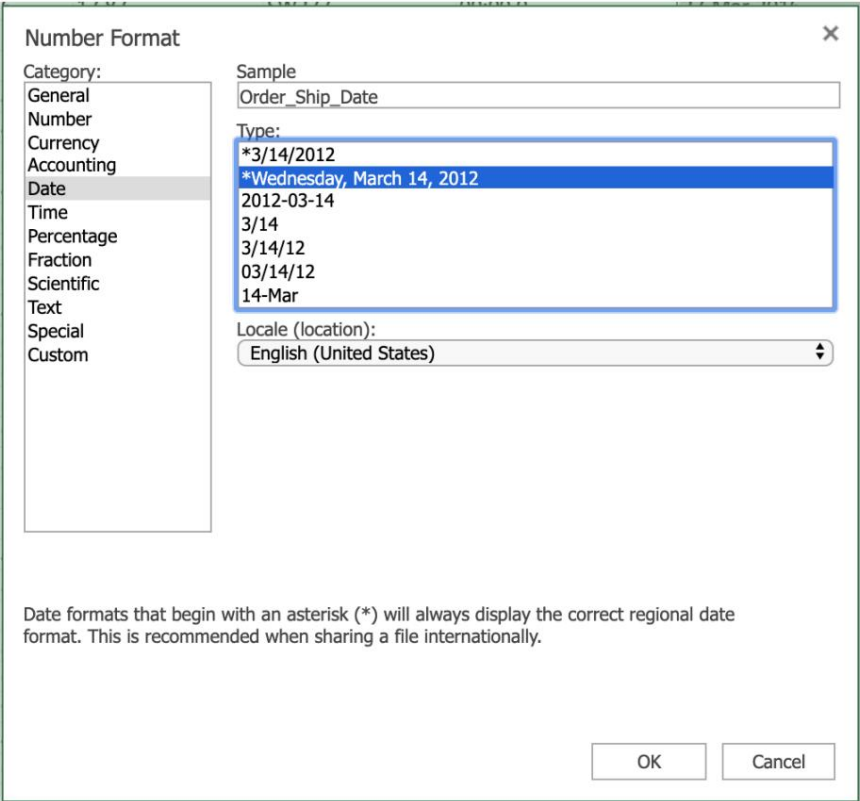 Number Format
Category:
General
Number
Currency
Accounting
Date
Time
Percentage
Fraction
Scientific
Text
Special
Custom
Sample
Order_Ship_Date
Type:
*3/14/2012
*Wednesday, March 14, 2012
2012-03-14
3/14
3/14/12
03/14/12
14-Mar
Locale (location):
English (United States)
Date formats that begin with an asterisk (*) will always display the correct regional date
format. This is recommended when sharing a file internally.
OK
Cancel